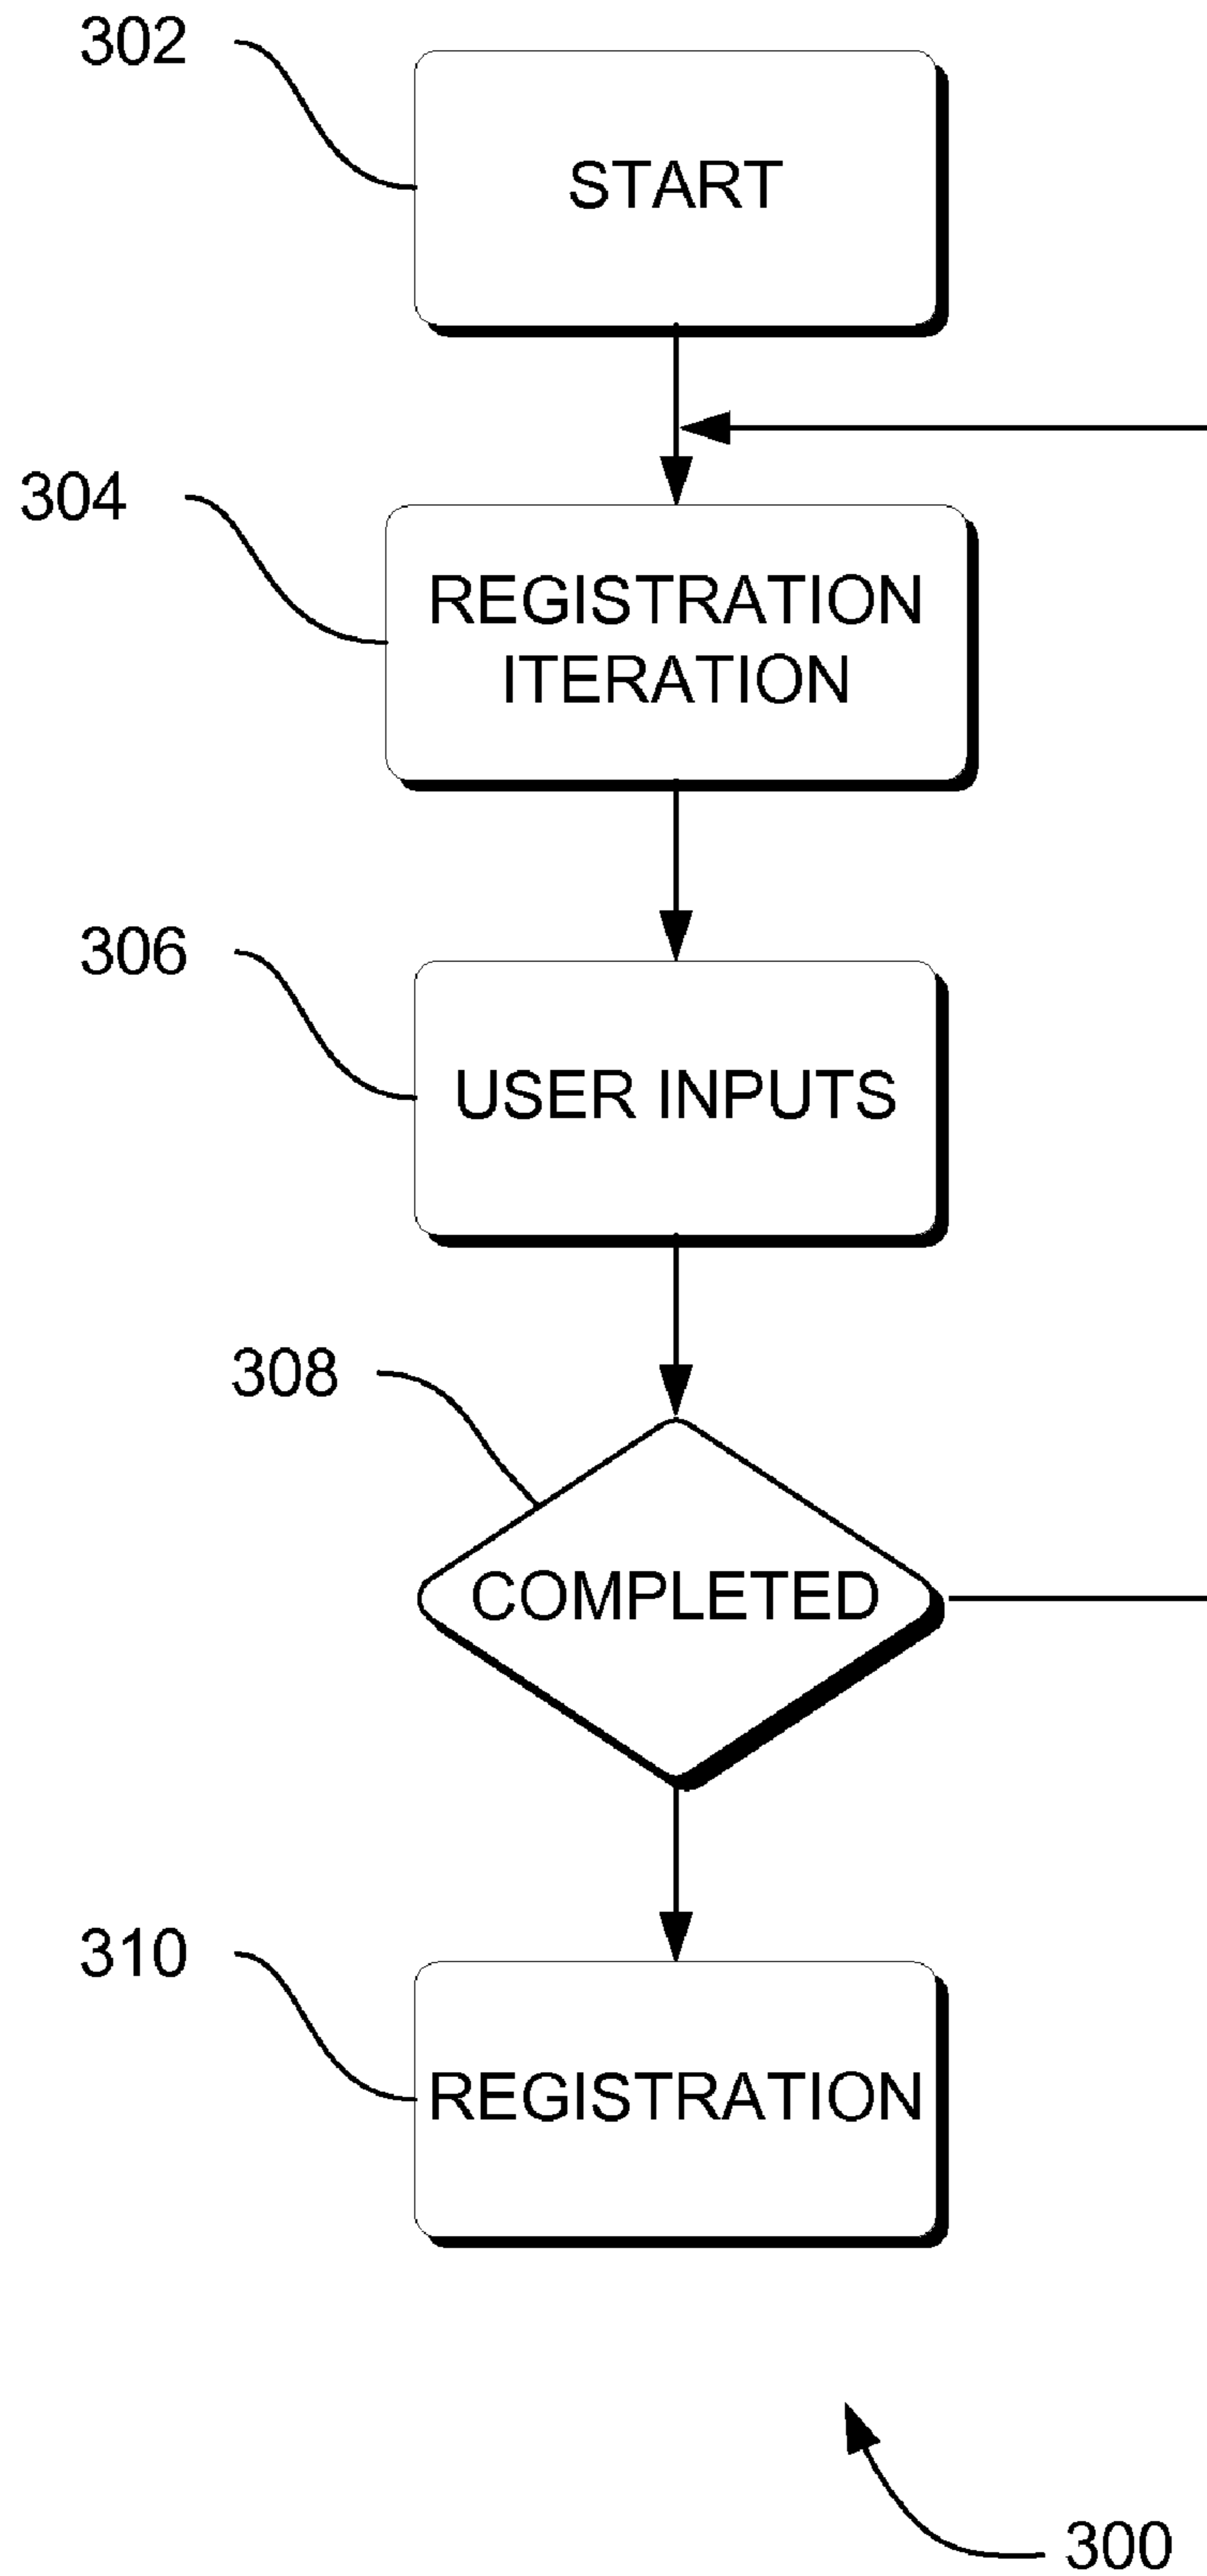 302
START
304
REGISTRATION
ITERATION
306
USER INPUTS
308
COMPLETED
310
REGISTRATION
300